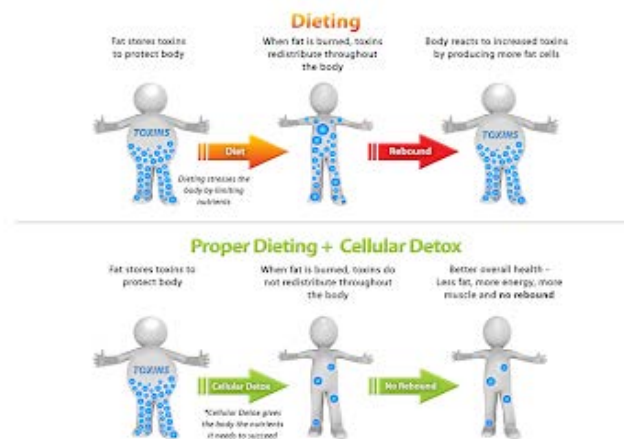 Dieting
Fat stores toxins
to protect body
When fat is burned, toxins
redistribute throughout
the body
Body reacts to increased toxins
by producing more fat cells
TOXINS
Diet
Rebound
TOXINS
Dieting stresses the
body by limiting
nutrients
Proper Dieting + Cellular Detox
Fat stores toxins to
protect body
When fat is burned, toxins do
not redistribute throughout
the body
Better overall health -
Less fat, more energy, more
muscle and no rebound
TOXINS
Cellular Detox
No Rebound
*Cellular Detox gives
the body the nutrients
it needs to succeed